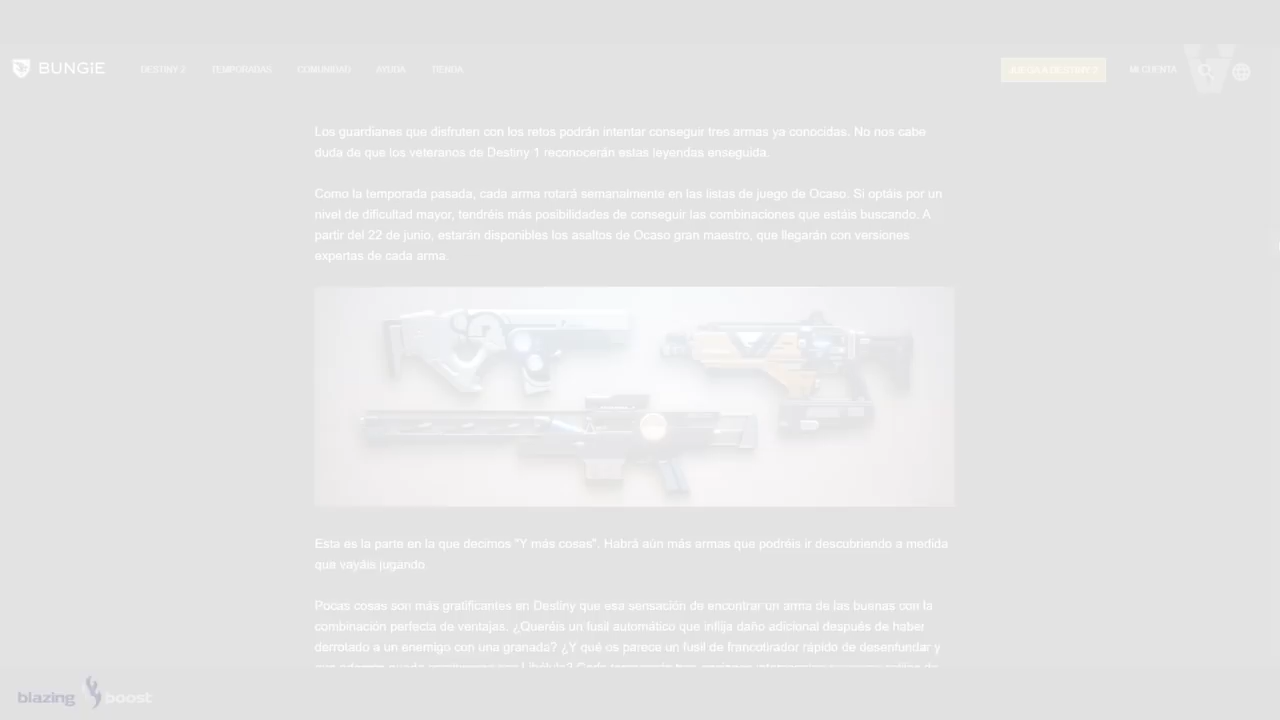 BUNGiE
DESTINY 2 TEMPORADAS COMUNIDAD AYUDA TIENDA
JUEGA A DESTINY 2 MI CUENTA
Los guardianes que disfruten con los retos podrán intentar conseguir tres armas ya conocidas. No nos cabe
duda de que los veteranos de Destiny 1 reconocerán estas leyendas enseguida.
Como la temporada pasada, cada arma rotará semanalmente en las listas de juego de Ocaso. Si optáis por un
nivel de dificultad mayor, tendréis más posibilidades de conseguir las combinaciones que estáis buscando. A
partir del 22 de junio, estarán disponibles los asaltos de Ocaso gran maestro, que llegarán con versiones
expertas de cada arma.
Esta es la parte en la que decimos "Y más cosas". Habrá aún más armas que podréis ir descubriendo a medida
que vayáis jugando.
Pocas cosas son más gratificantes en Destiny que esa sensación de encontrar un arma de las buenas con la
combinación perfecta de ventajas. ¿Queréis un fusil automático que inflija daño adicional después de haber
derrotado a un enemigo con una granada? ¿Y qué os parece un fusil de francotirador rápido de desenfundar y
blazing boost